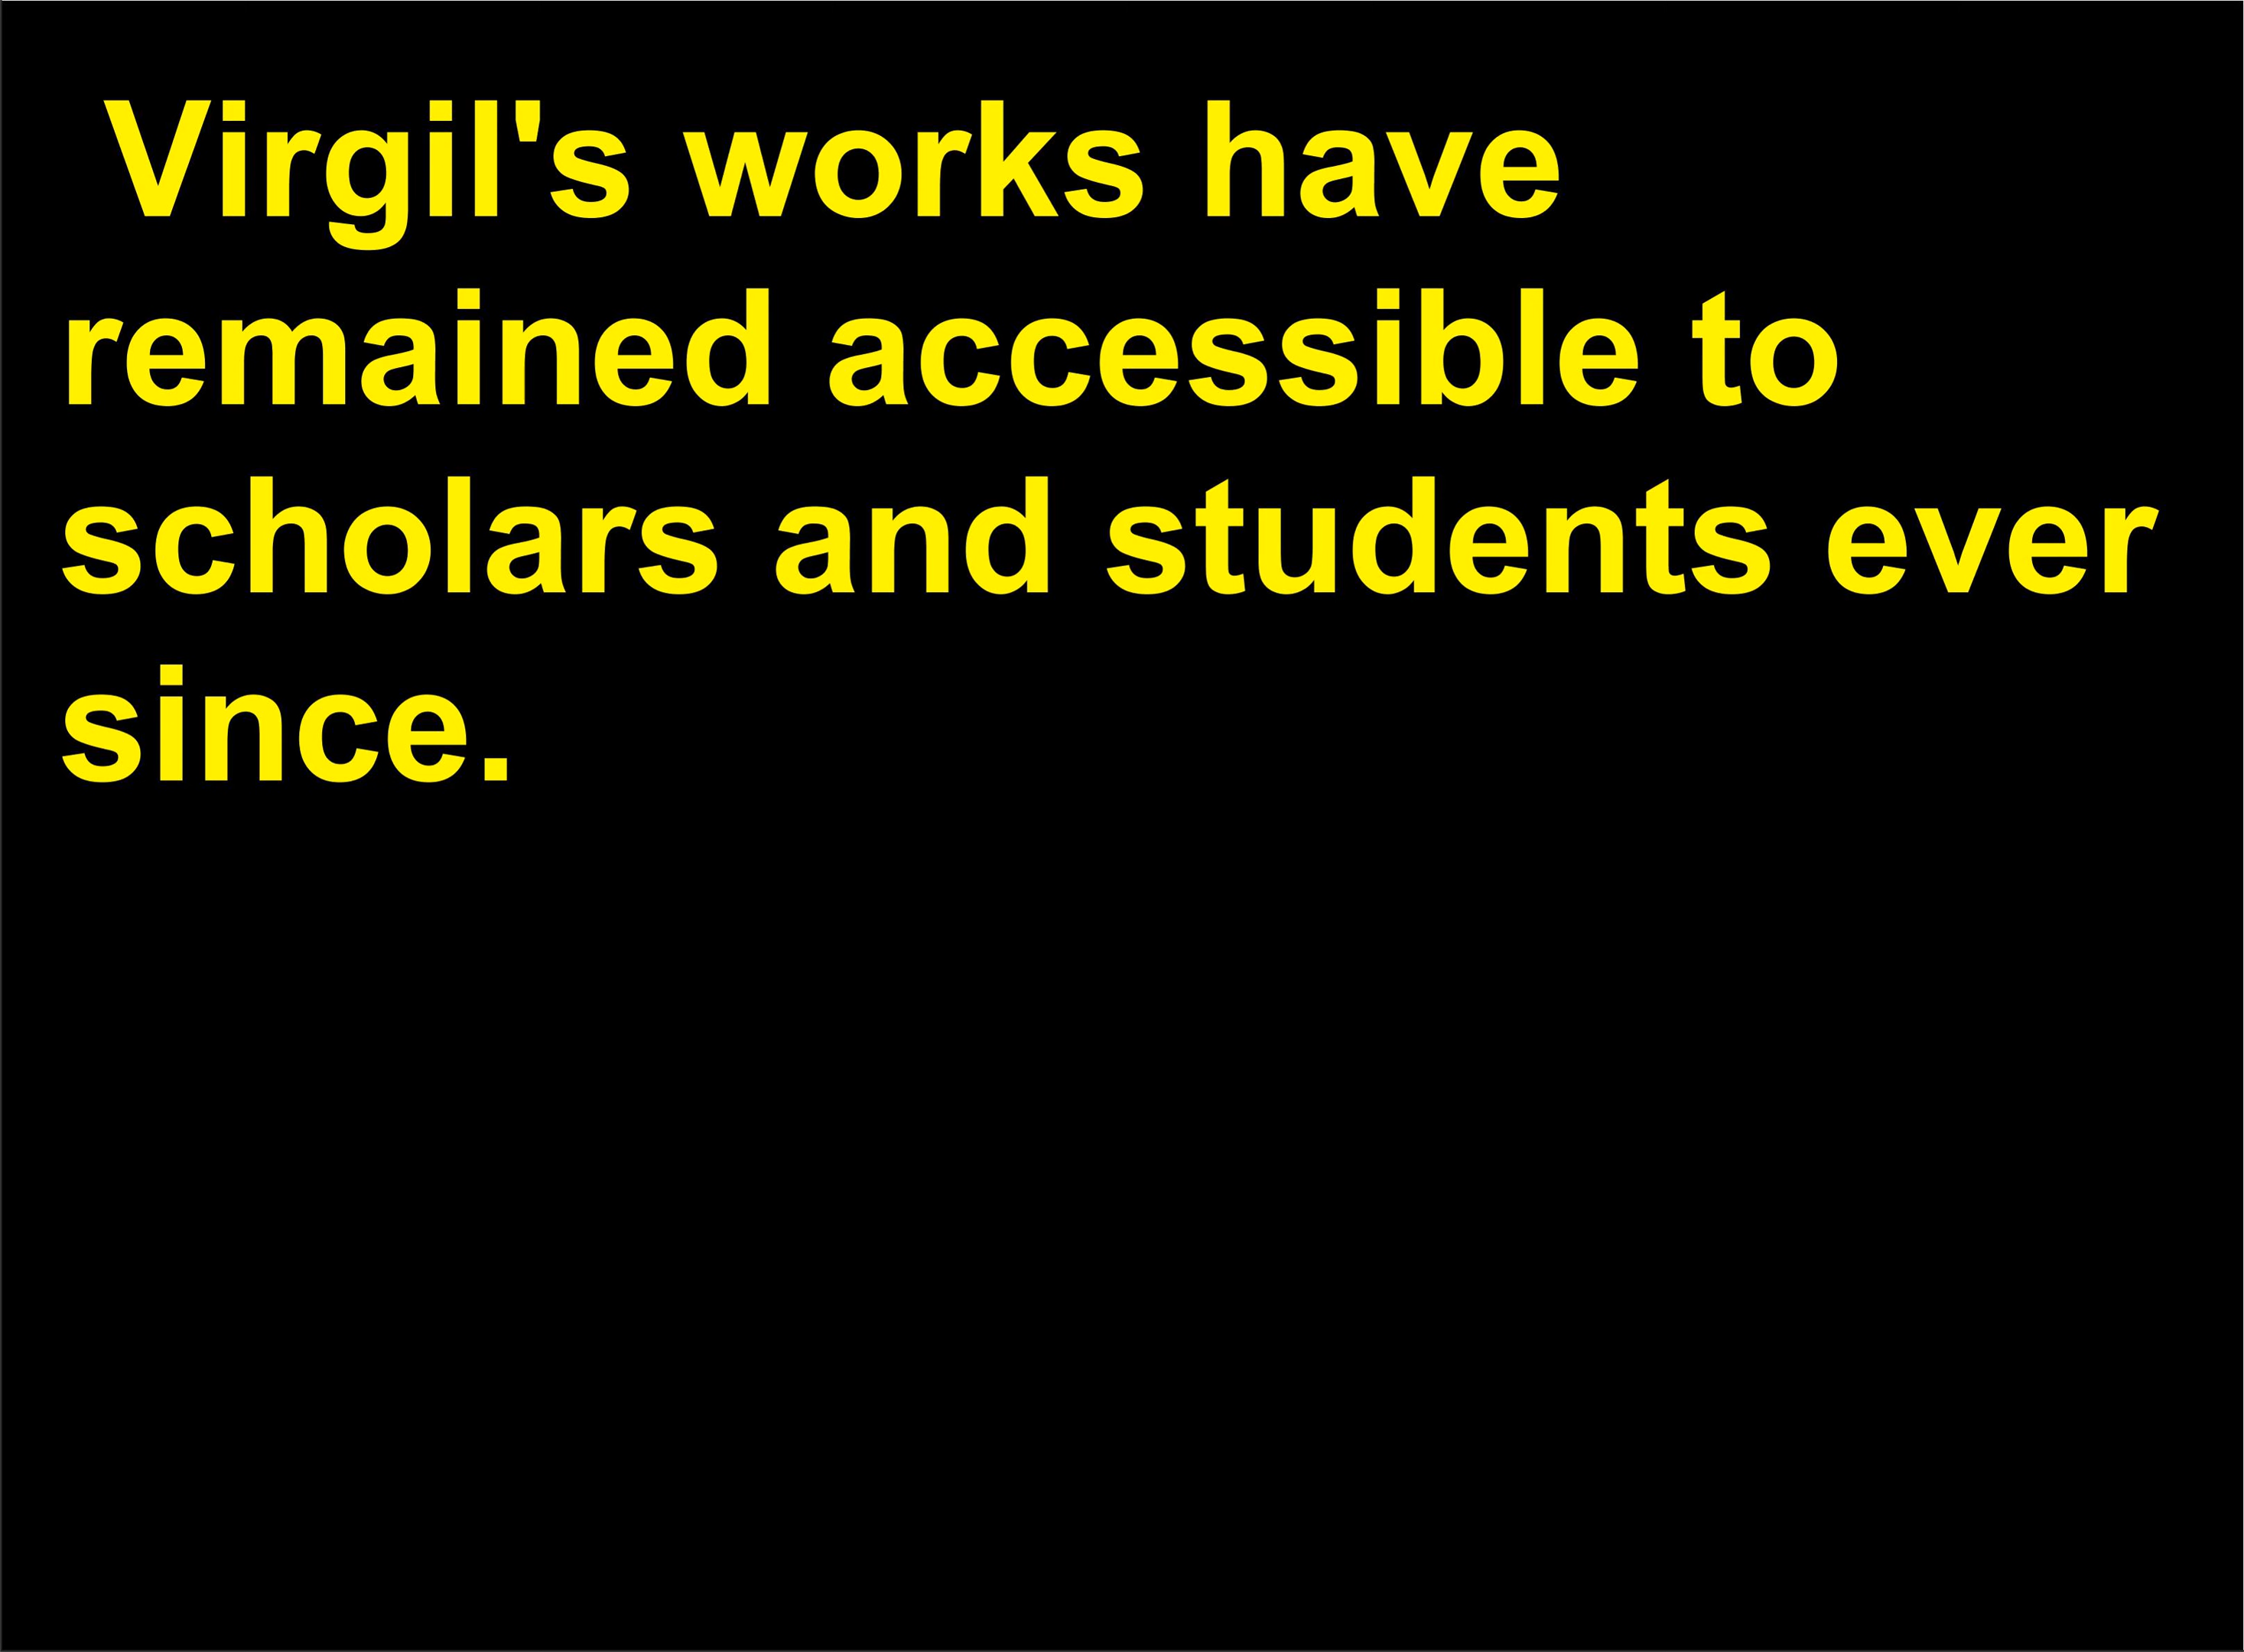 Virgil's works have
remained accessible to
scholars and students ever
since.